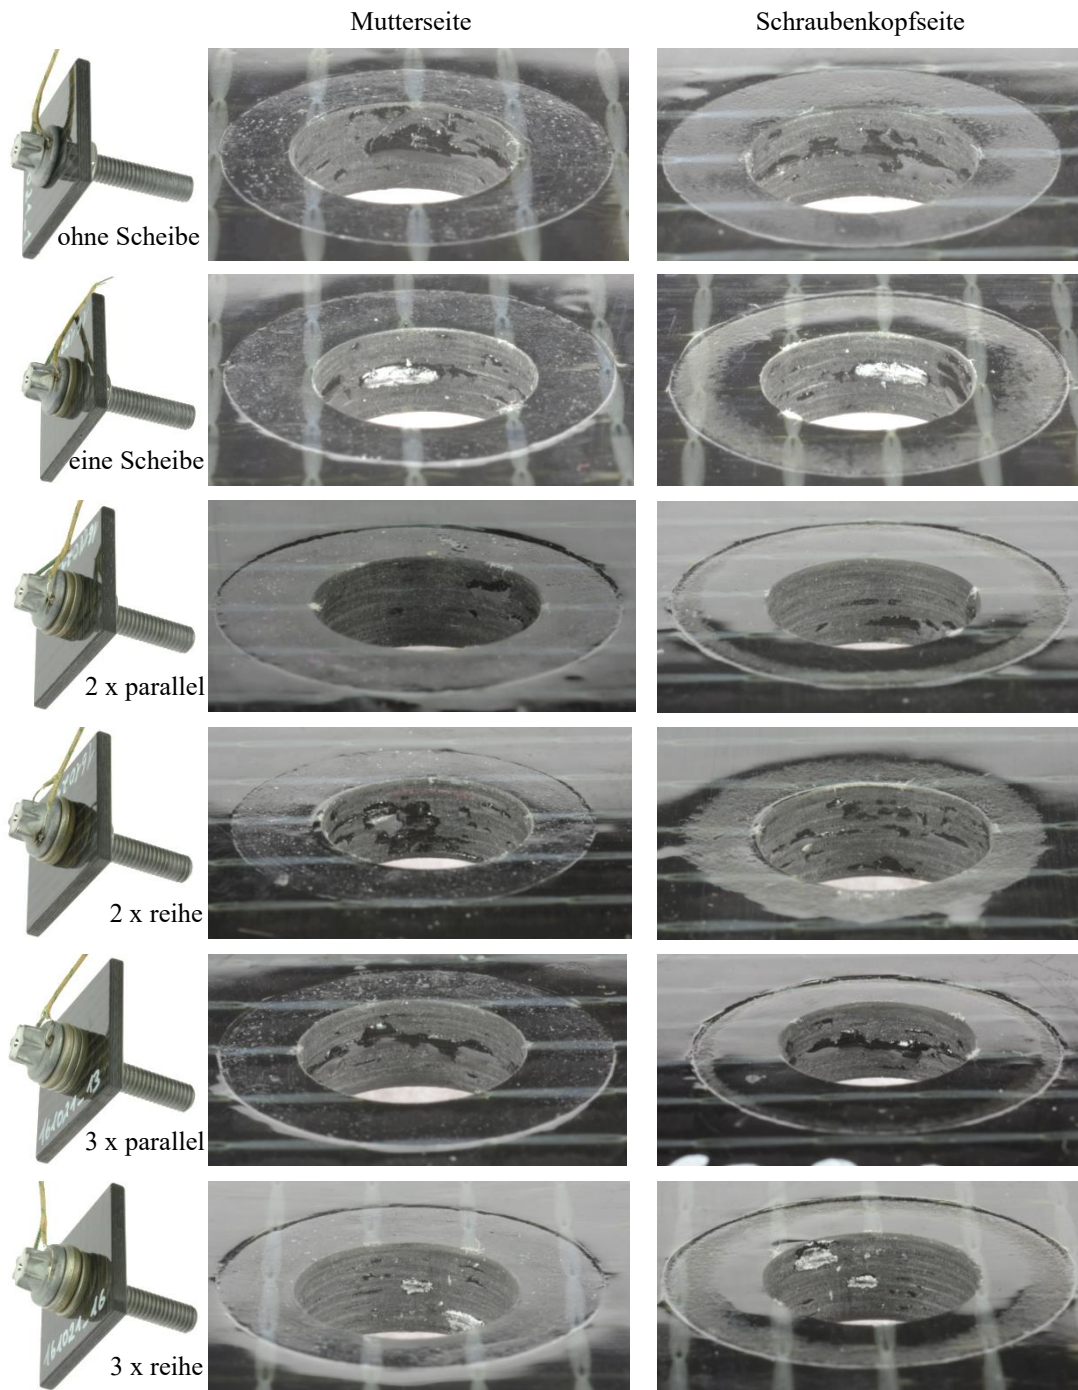 Mutterseite
Schraubenkopfseite
ohne Scheibe
eine Scheibe
2 x parallel
2 x reihe
3 x parallel
3 x reihe